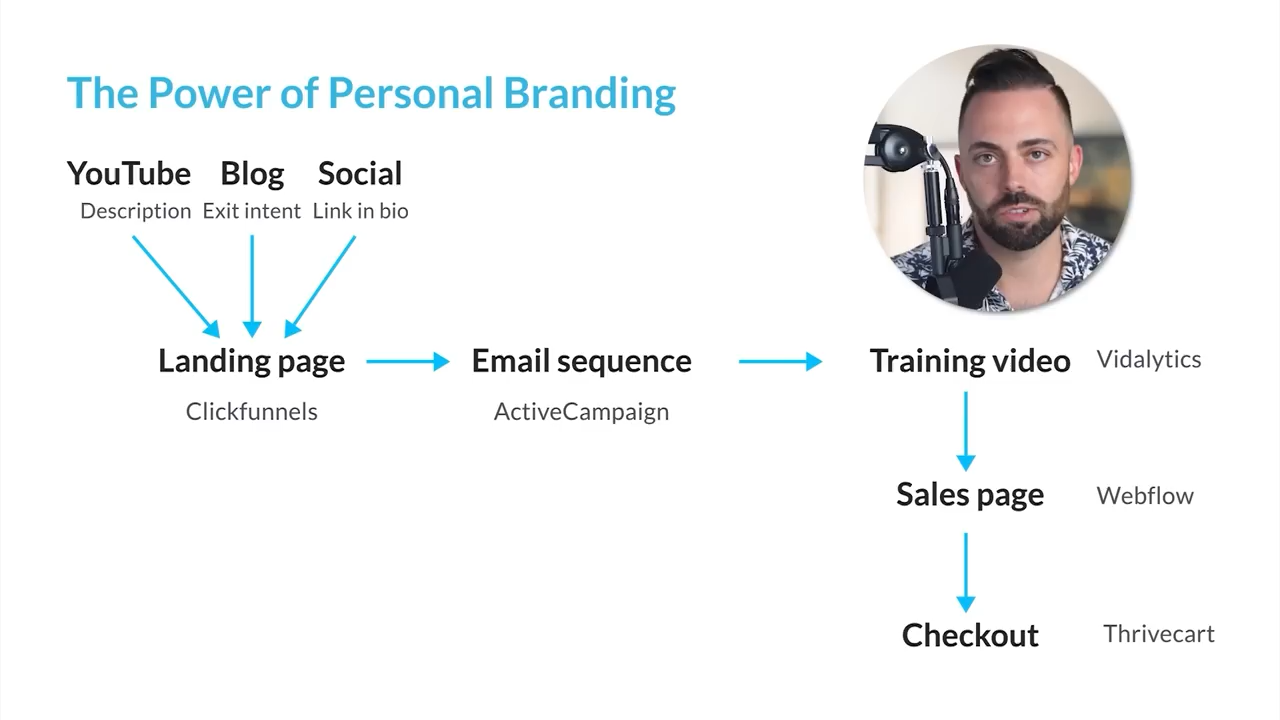 The Power of Personal Branding
YouTube Blog Social
Description Exit intent Link in bio
Landing page Email sequence Training video Vidalytics
Clickfunnels ActiveCampaign
Sales page Webflow
Checkout Thrivecart